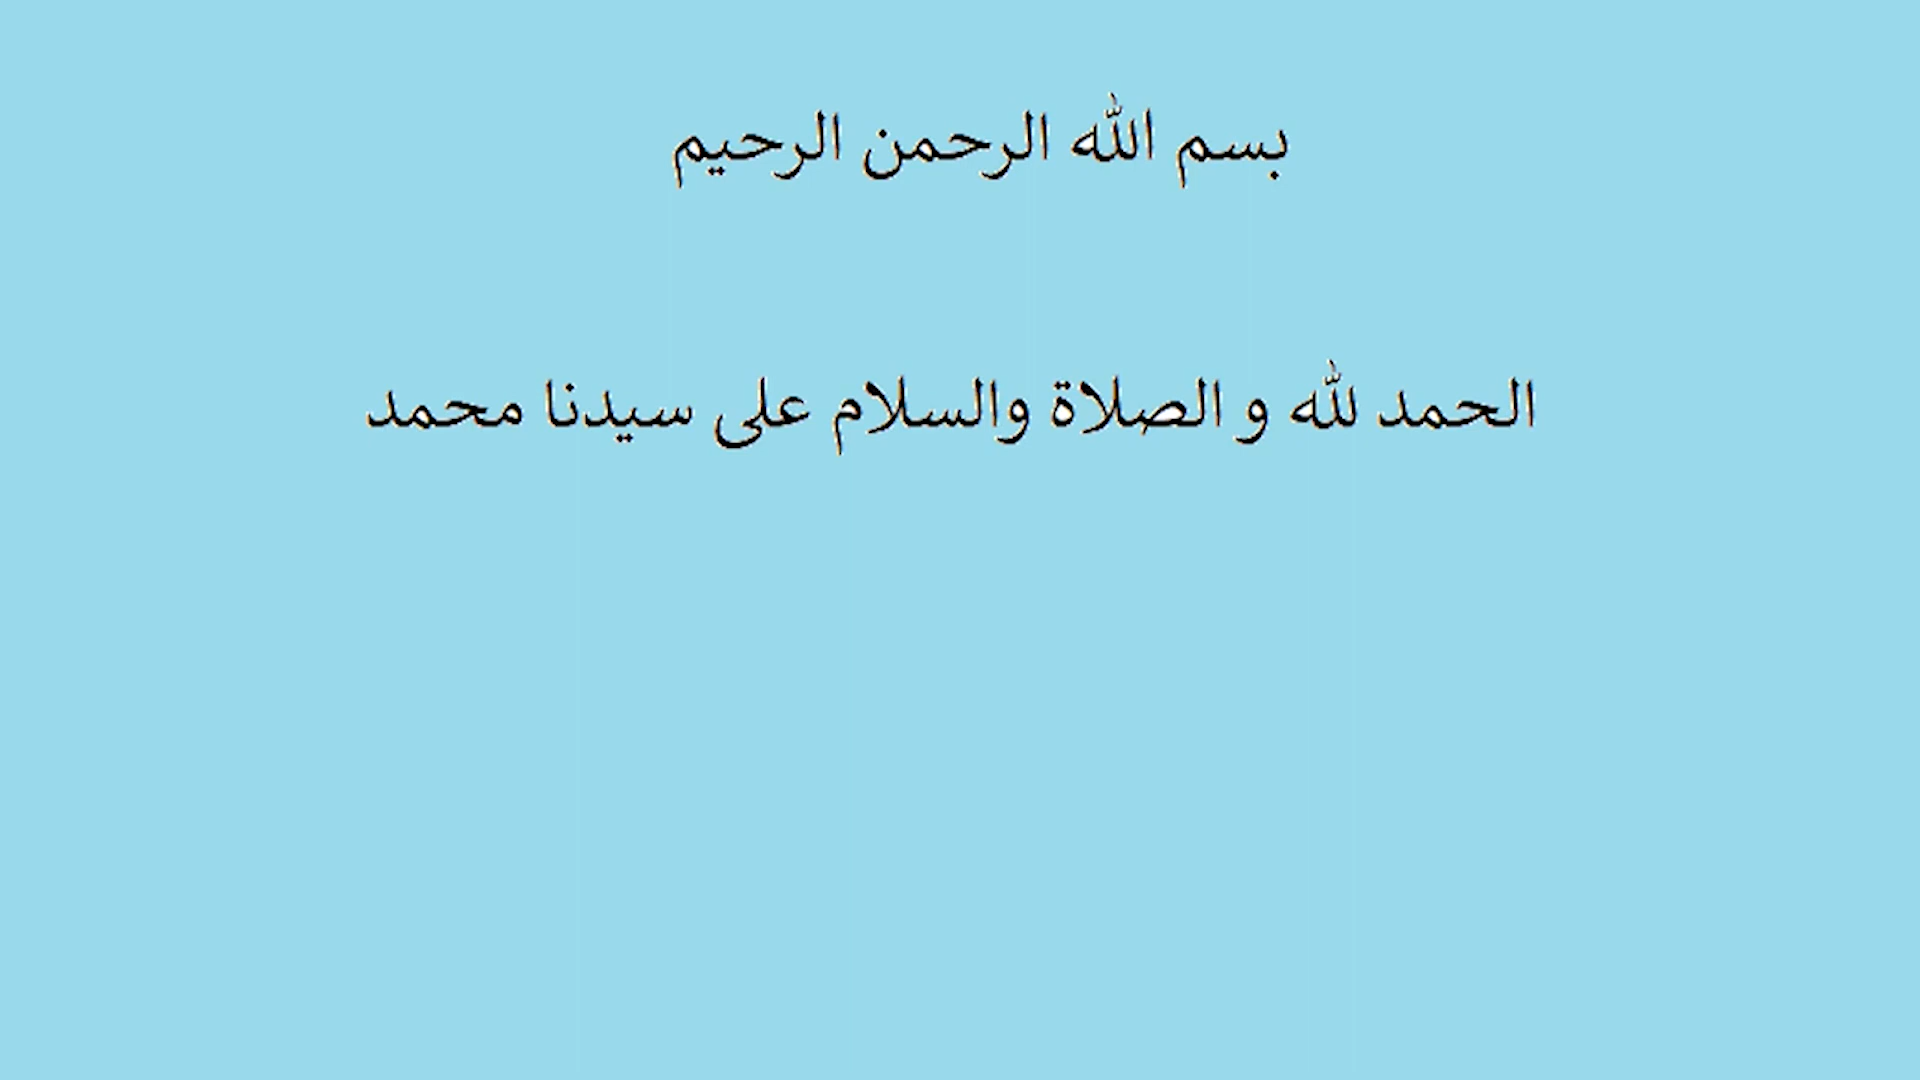 بسم الله الرحمن الرحيم
الحمد لله و الصلاة والسلام على سيدنا محمد